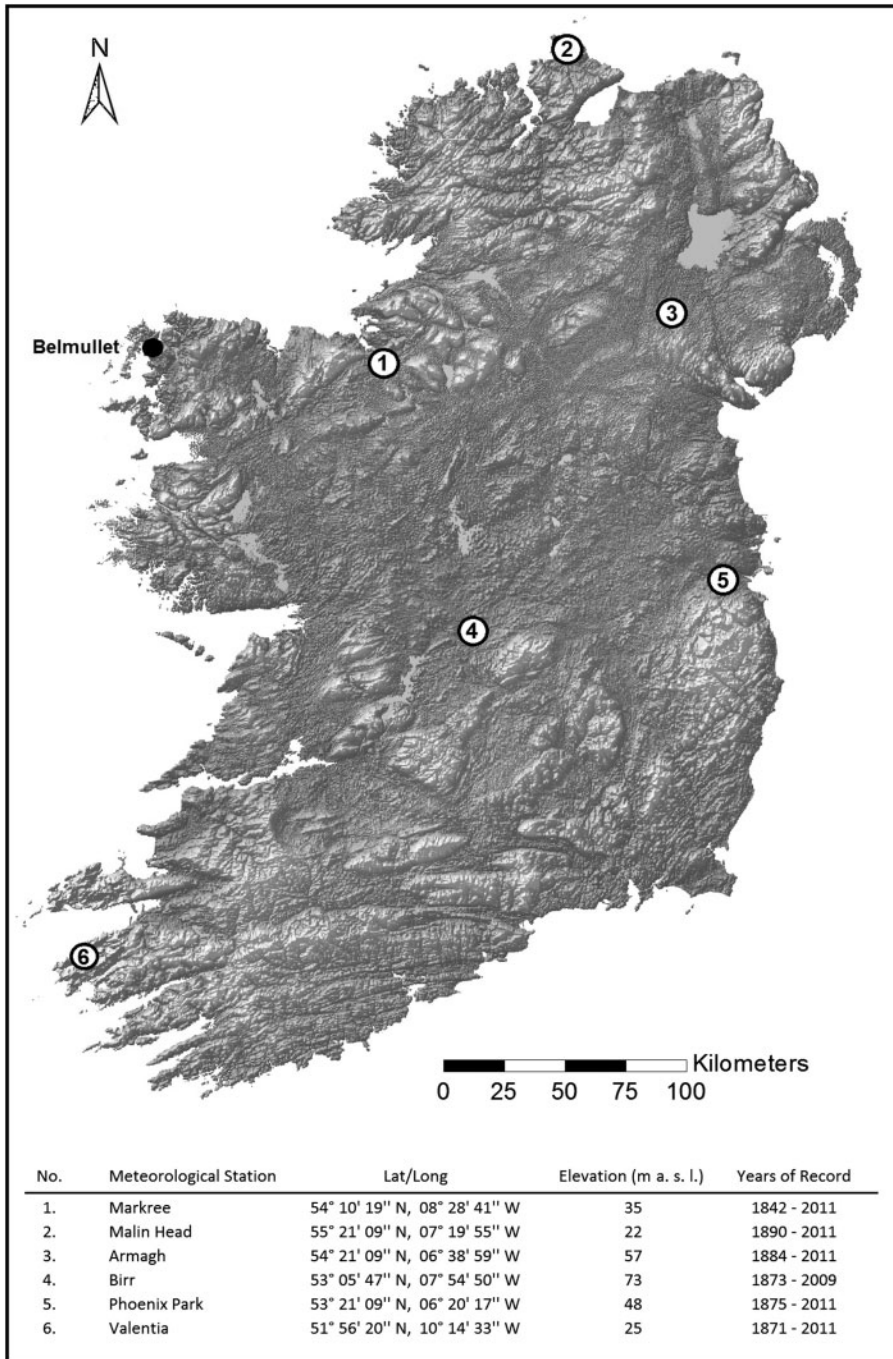 N
2
3
Belmullet
1
5
4
6
Kilometers
0 25 50 75 100
No. Meteorological Station Lat/Long Elevation (m a. s. l.) Years of Record
1. Markree 54° 10' 19'' N, 08° 28' 41'' W 35 1842 - 2011
2. Malin Head 55° 21' 09'' N, 07° 19' 55'' W 22 1890 - 2011
3. Armagh 54° 21' 09'' N, 06° 38' 59'' W 57 1884 - 2011
4. Birr 53° 05' 47'' N, 07° 54' 50'' W 73 1873 - 2009
5. Phoenix Park 53° 21' 09'' N, 06° 20' 17'' W 48 1875 - 2011
6. Valentia 51° 56' 20'' N, 10° 14' 33'' W 25 1871 - 2011